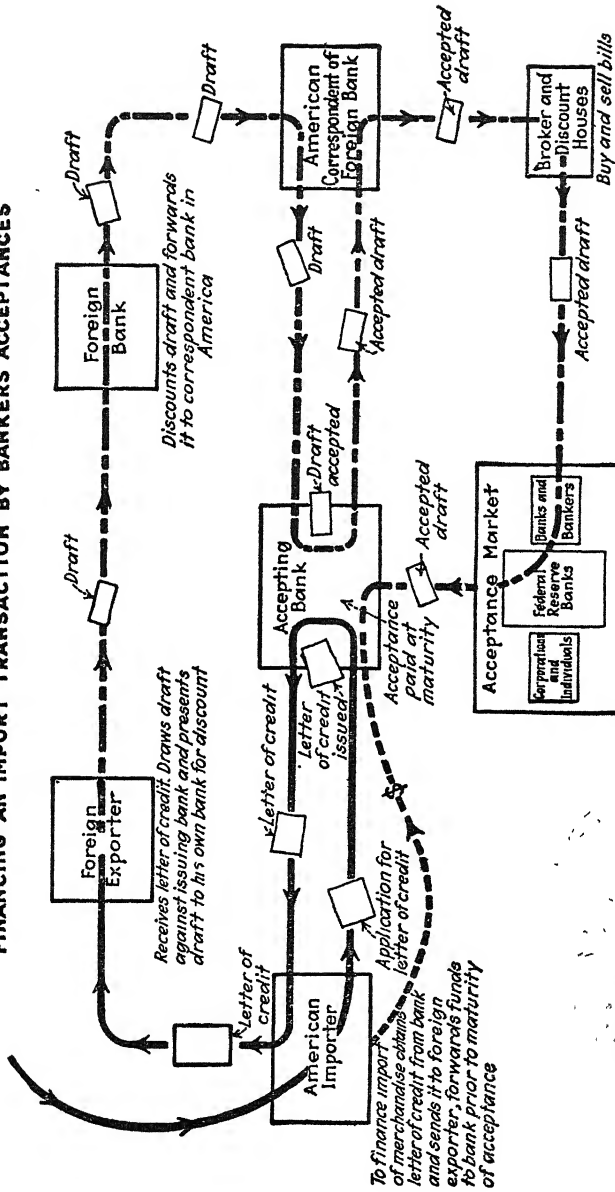 FINANCING AN IMPORT TRANSACTION BY BANKERS ACCEPTANCES
Foreign
Exporter
Receives letter of credit. Draws draft
against issuing bank and presents
draft to his own bank for discount
Draft
Foreign
Bank
Discounts draft and forwards
it to correspondent bank in
America
Draft
Draft
Letter of
credit
American
Importer
To finance import
of merchandise obtains
letter of credit from bank
and sends it to foreign
exporter, forwards funds
to bank prior to maturity
of acceptance
Application for
letter of credit
Letter of credit
Letter
of credit
issued
Accepting
Bank
Draft
accepted
Draft
Accepted draft
American
Correspondent of
Foreign Bank
Accepted
draft
Broker and
Discount
Houses
Buy and sell bills
Accepted draft
Acceptance Market
Corporations
and
Individuals
Federal
Reserve
Banks
Banks and
Bankers
Accepted
draft
Acceptance
paid at
maturity
$